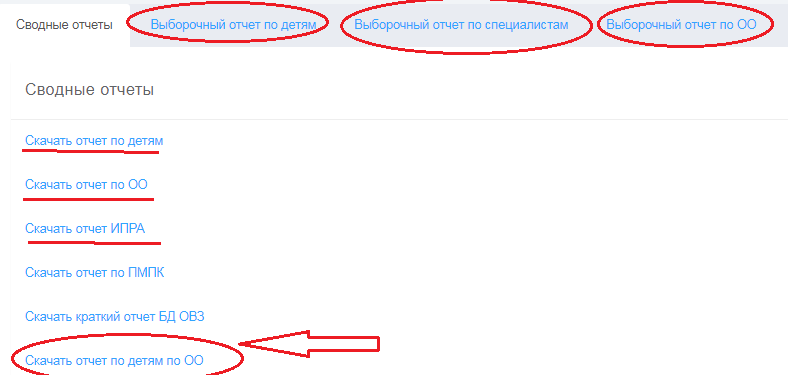 Сводные отчеты Выборочный отчет по детям Выборочный отчет по специалистам Выборочный отчет по ОО
Сводные отчеты
Скачать отчет по детям
Скачать отчет по ОО
Скачать отчет ИПРА
Скачать отчет по ПМПК
Скачать краткий отчет БД ОВЗ
Скачать отчет по детям по ОО